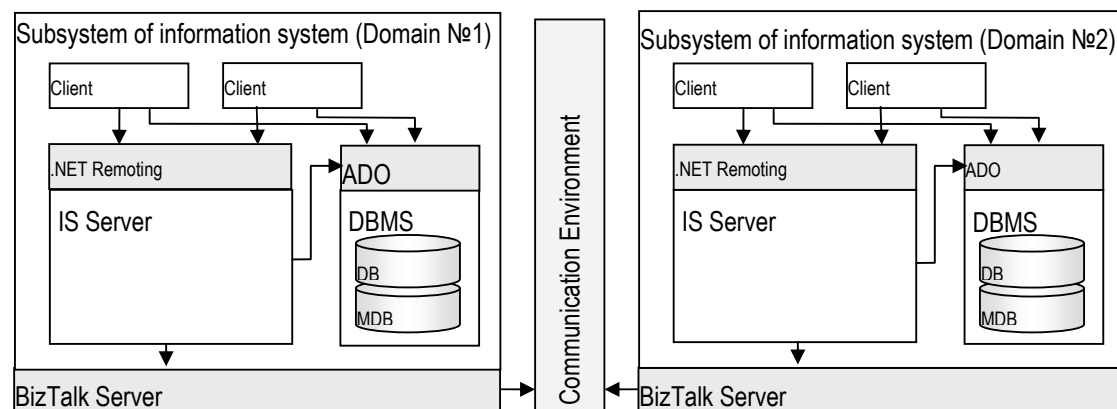 Subsystem of information system (Domain №1)
Client
Client
.NET Remoting
IS Server
ADO
DBMS
DB
MDB
BizTalk Server
Communication Environment
Subsystem of information system (Domain №2)
Client
Client
.NET Remoting
IS Server
ADO
DBMS
DB
MDB
BizTalk Server